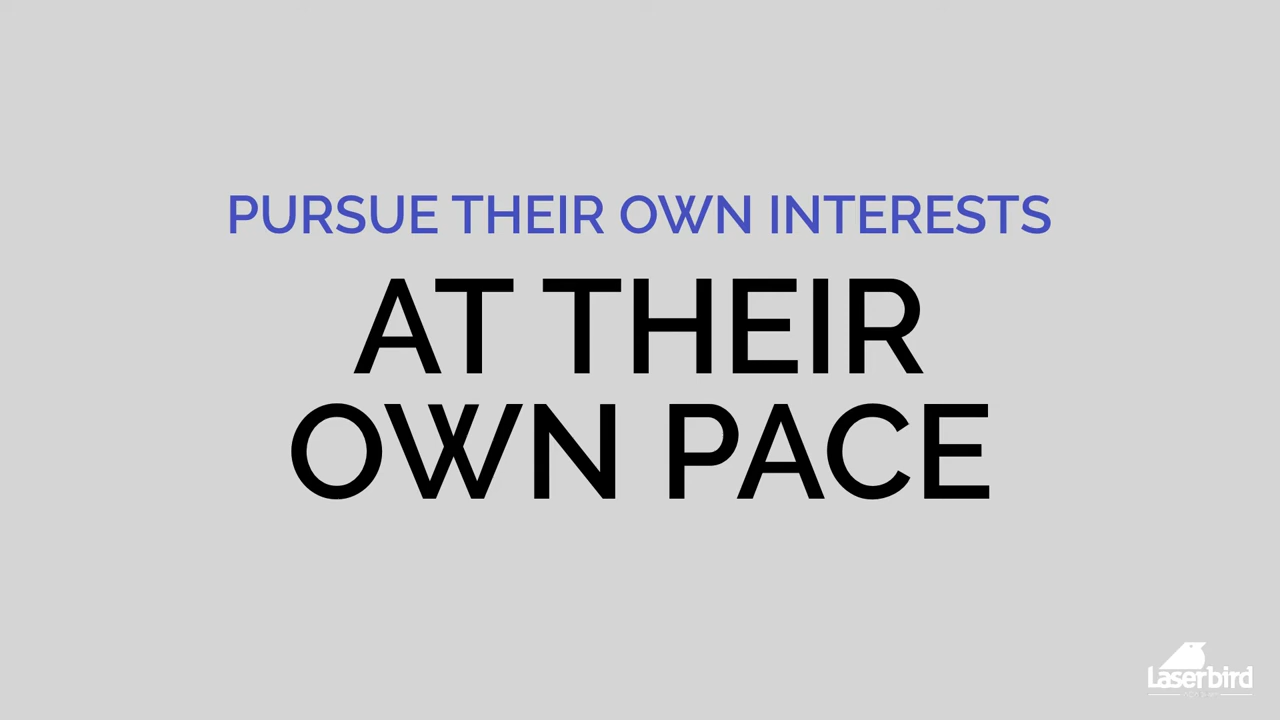 PURSUE THEIR OWN INTERESTS
AT THEIR
OWN PACE
Laserbird